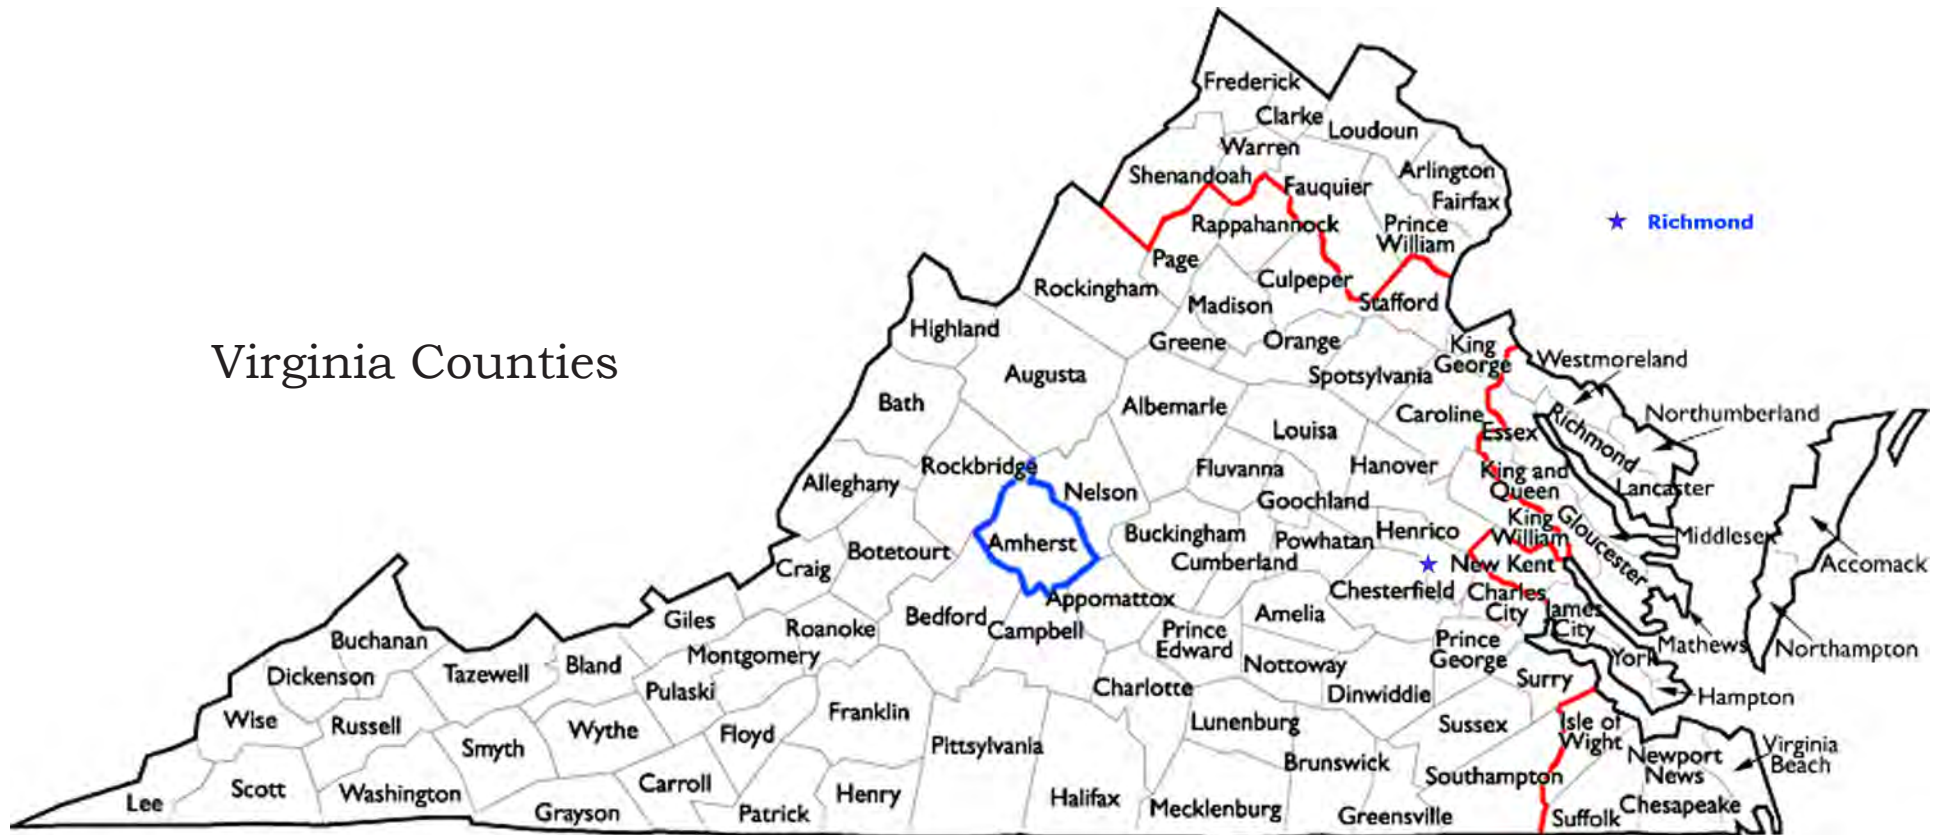 Frederick
Clarke
Loudoun
Warren
Arlington
Shenandoah
Fauquier
Fairfax
Rappahannock
Prince
William
Richmond
Page
Culpeper
Rockingham
Madison
Stafford
Highland
Greene
Orange
King
George
Westmoreland
Virginia Counties
Augusta
Spotsylvania
Bath
Albemarle
Caroline
Northumberland
Louisa
Essex
Richmond
Rockbridge
Fluvanna
Hanover
King and
Queen
Alleghany
Nelson
Goochland
Lancaster
Buckingham
Powhatan
Henrico
King
William
Gloucester
Middlesex
Amherst
Botetourt
Cumberland
New Kent
Accomack
Craig
Chesterfield
Charles
City
Appomattox
Amelia
James
City
Giles
Bedford
Campbell
Roanoke
Prince
Edward
Prince
George
Mathews
Northampton
Buchanan
Montgomery
Nottoway
York
Dickenson
Tazewell
Bland
Pulaski
Charlotte
Dinwiddie
Surry
Hampton
Wise
Russell
Wythe
Floyd
Franklin
Lunenburg
Sussex
Isle of
Wight
Smyth
Pittsylvania
Brunswick
Newport
News
Virginia
Beach
Lee
Scott
Washington
Carroll
Henry
Halifax
Southampton
Grayson
Patrick
Mecklenburg
Greensville
Suffolk
Chesapeake